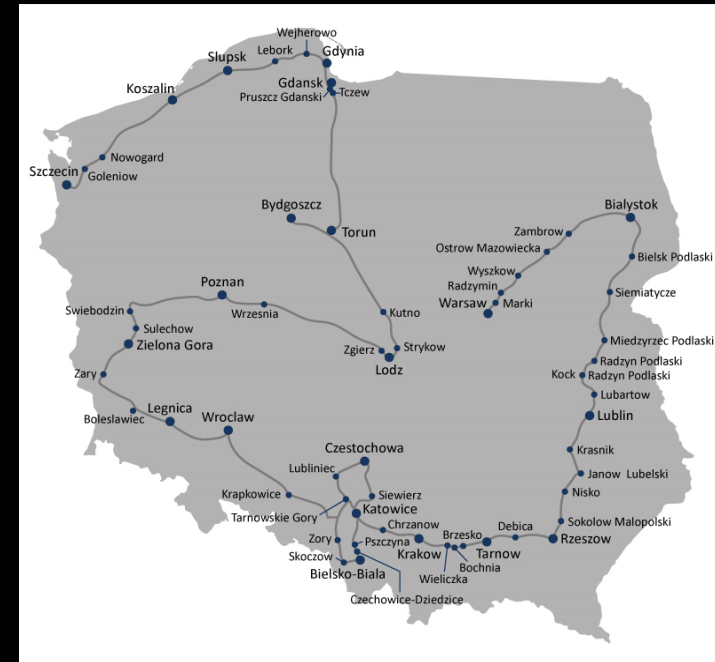 Wejherowo
Lebork
Gdynia
Slupsk
Gdansk
Koszalin
Pruszcz Gdanski
Tczew
Nowogard
Szczecin
Goleniow
Bydgoszcz
Bialystok
Zambrow
Torun
Ostrow Mazowiecka
Bielsk Podlaski
Wyszkow
Poznan
Radzymin
Siemiatycze
Swiebodzin
Wrzesnia
Warsaw
Marki
Kutno
Sulechow
Zielona Gora
Zgierz
Strykow
Miedzyrzec Podlaski
Lodz
Radzyn Podlaski
Zary
Kock
Radzyn Podlaski
Lubartow
Legnica
Boleslawiec
Wroclaw
Lublin
Czestochowa
Krasnik
Lubliniec
Janow Lubelski
Krapkowice
Siewierz
Nisko
Tarnowskie Gory
Katowice
Chrzanow
Sokolow Malopolski
Debica
Zory
Pszczyna
Brzesko
Krakow
Tarnow
Rzeszow
Skoczow
Bochnia
Bielsko-Biala
Wieliczka
Czechowice-Dziedzice